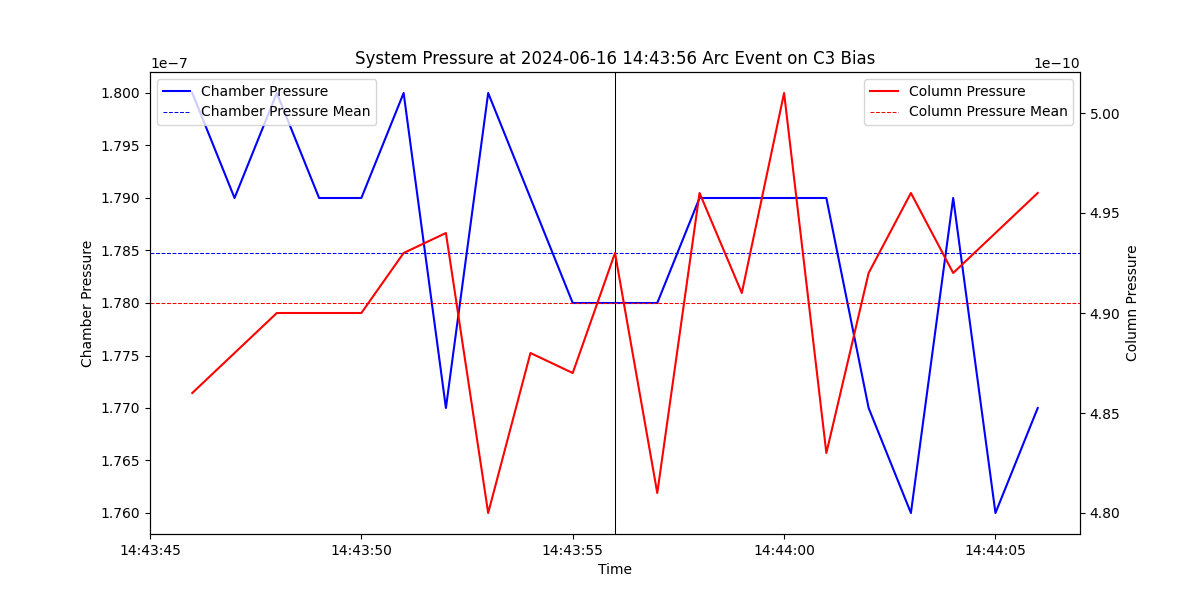 System Pressure at 2024-06-16 14:43:56 Arc Event on C3 Bias
1e−7
1e−10
Chamber Pressure
Chamber Pressure Mean
Column Pressure
Column Pressure Mean
1.800
1.795
1.790
1.785
1.780
1.775
1.770
1.765
1.760
Chamber Pressure
5.00
4.95
4.90
4.85
4.80
Column Pressure
14:43:45
14:43:50
14:43:55
14:44:00
14:44:05
Time